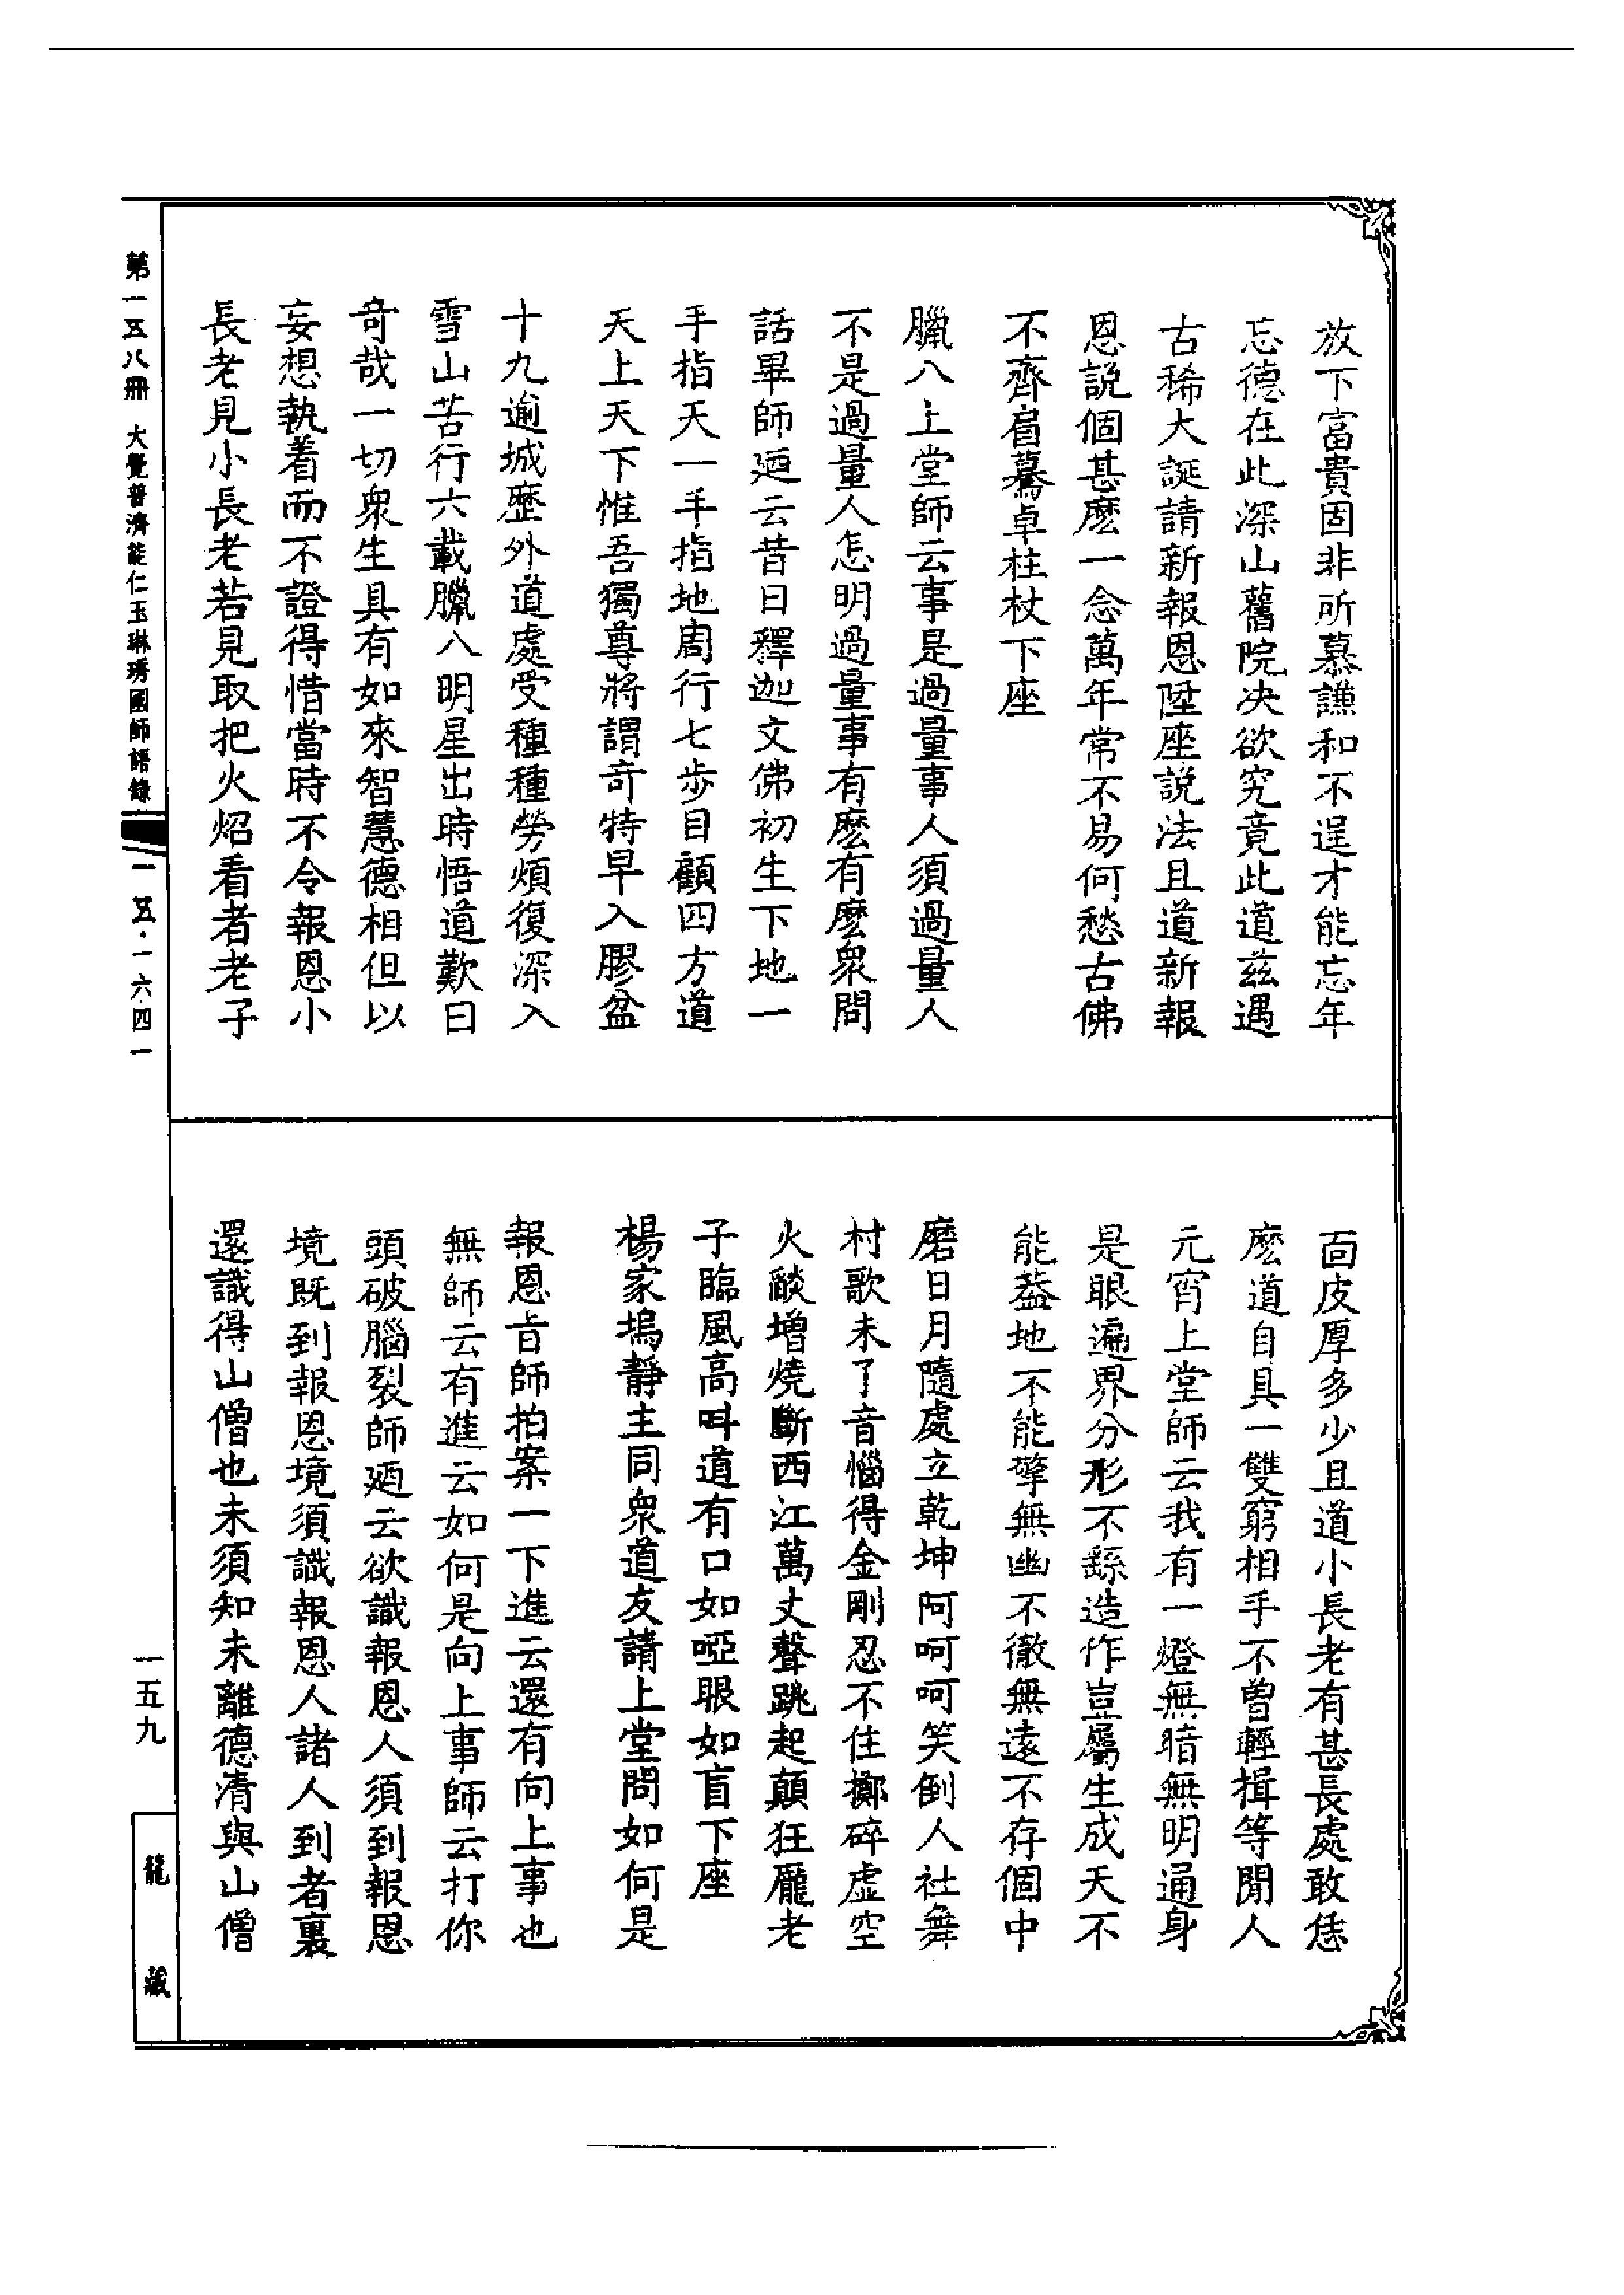 放下富貴固非所慕謙和不逞才能忘年
忘德在此深山舊院决欲究竟此道茲遇
古稀大誕請新報恩陞座説法且道新報
恩説個甚麽一念萬年常不易何愁古佛
不齊眉驀卓柱杖下座
臘八上堂師云事是過量事人須過量人
不是過量人怎明過量事有麽有麽衆問
話畢師廼云昔日釋迦文佛初生下地一
手指天一手指地周行七步目顧四方道
天上天下惟吾獨尊將謂奇特早入膠盆
十九逾城歷外道處受種種勞煩復深入
雪山苦行六載臘八明星出時悟道歎曰
奇哉一切衆生具有如來智慧德相但以
妄想執着而不證得惜當時不令報恩小
長老見小長老若見取把火炤看者老子
面皮厚多少且道小長老有甚長處敢恁
麽道自具一雙窮相手不曾輕揖等閒人
元宵上堂師云我有一燈無暗無明通身
是眼遍界分形不繇造作豈屬生成天不
能葢地不能擎無幽不徹無遠不存個中
磨日月隨處立乾坤阿呵呵笑倒人社舞
村歌未了音惱得金剛忍不住擲碎虛空
火𦦨增燒斷西江萬丈聲跳起顛狂龐老
子臨風高呌道有口如啞眼如盲下座
楊家塢靜主同衆道友請上堂問如何是
報恩旨師拍案一下進云還有向上事也
無師云有進云如何是向上事師云打你
頭破腦裂師廼云欲識報恩人須到報恩
境既到報恩境須識報恩人諸人到者裏
還識得山僧也未須知未離德清與山僧
第一五八冊　大覺普濟能仁玉琳琇國師語錄
一五·一六四一
一五九
龍藏